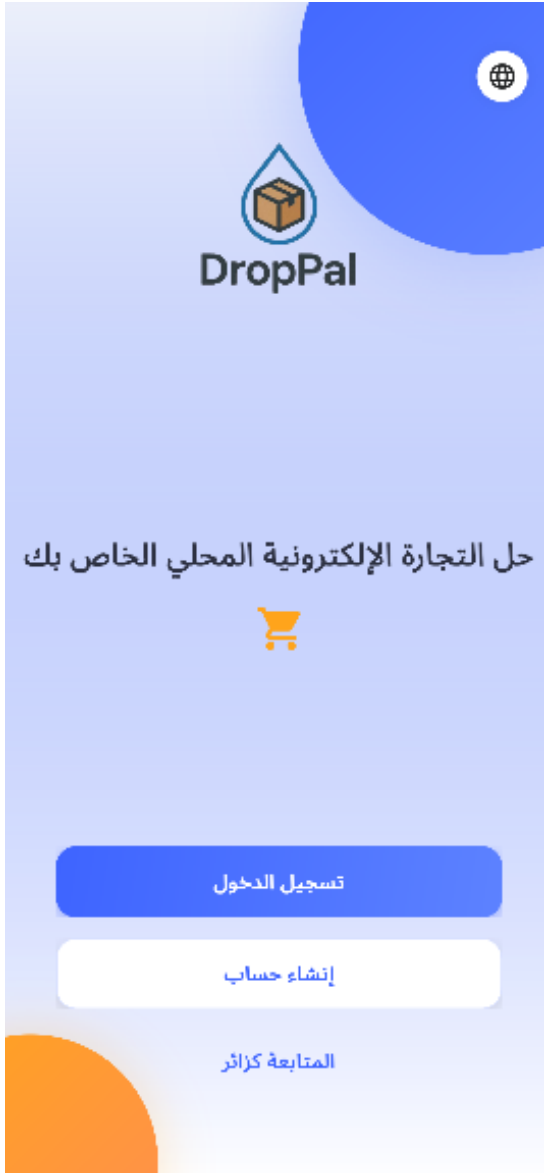 DropPal
حل التجارة الإلكترونية المحلي الخاص بك
تسجيل الدخول
إنشاء حساب
المتابعة كزائر